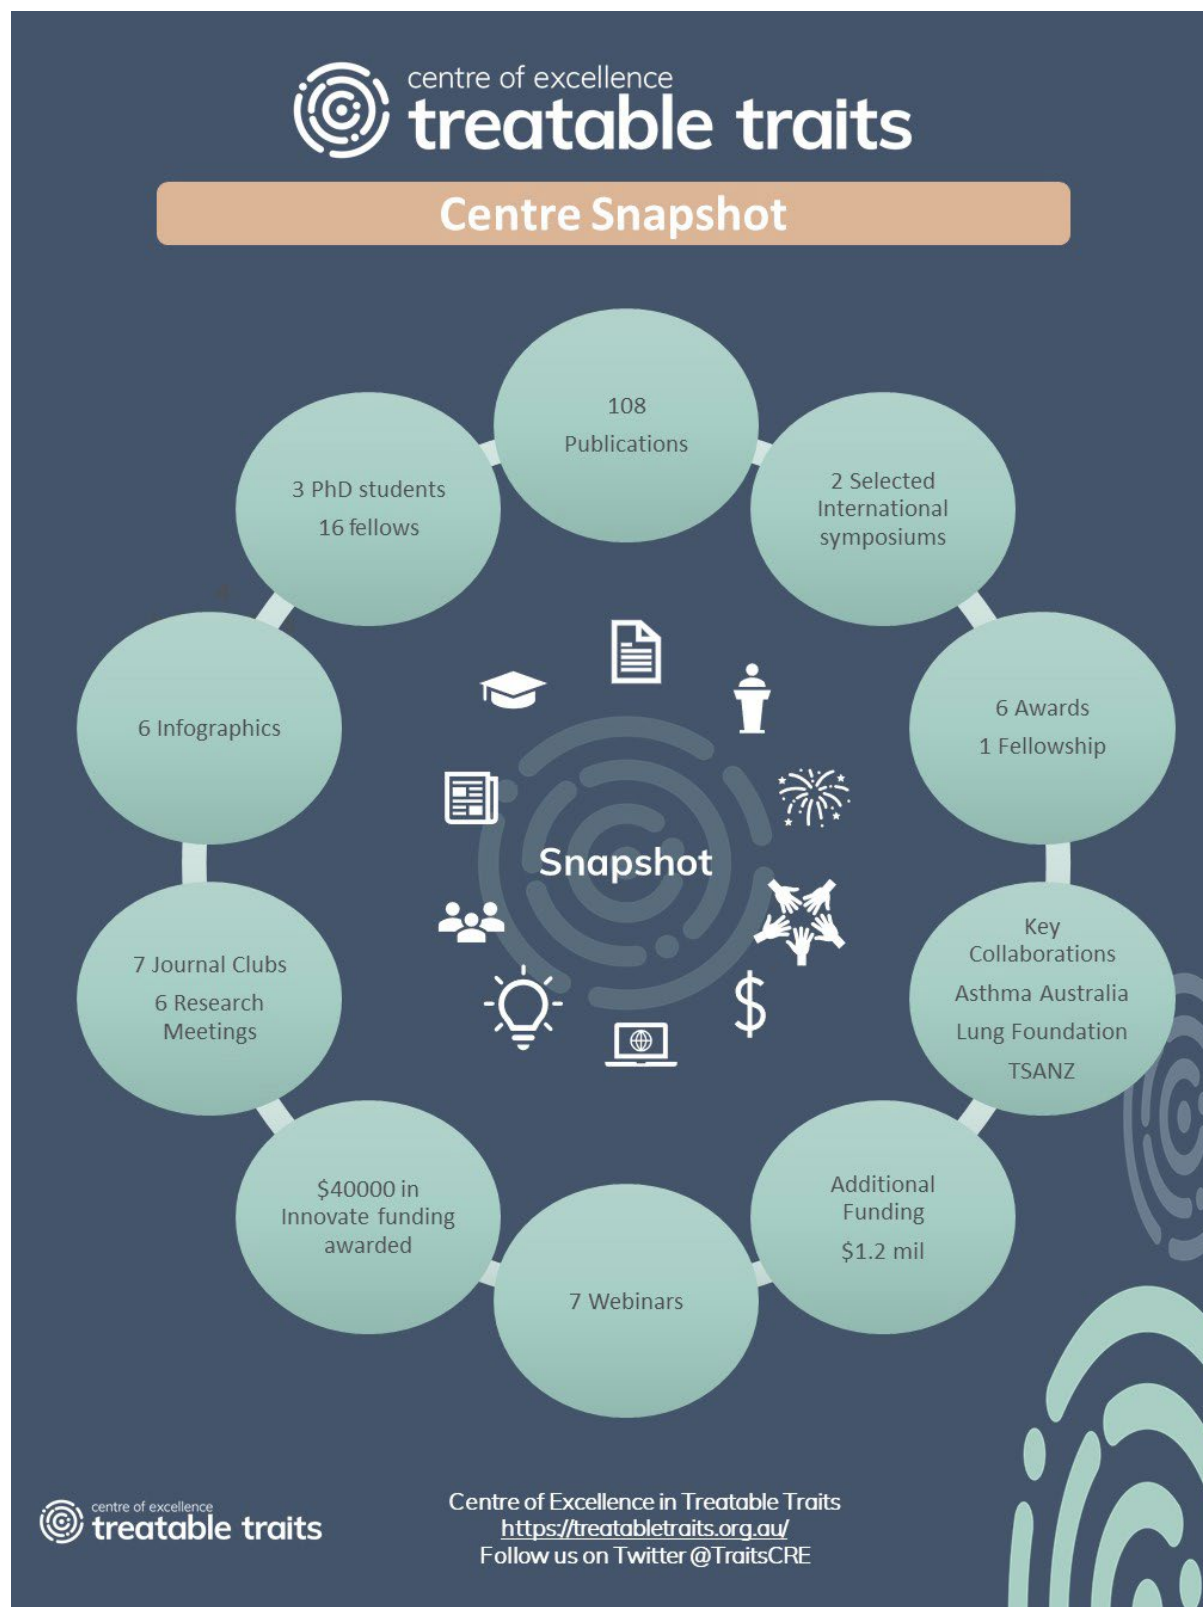 centre of excellence
treatable traits
Centre Snapshot
108
Publications
2 Selected
International
symposiums
6 Awards
1 Fellowship
Key
Collaborations
Asthma Australia
Lung Foundation
TSANZ
Additional
Funding
$1.2 mil
7 Webinars
$40000 in
Innovate funding
awarded
7 Journal Clubs
6 Research
Meetings
6 Infographics
3 PhD students
16 fellows
Snapshot
$
centre of excellence
treatable traits
Centre of Excellence in Treatable Traits
https://treatabletraits.org.au/
Follow us on Twitter @TraitsCRE